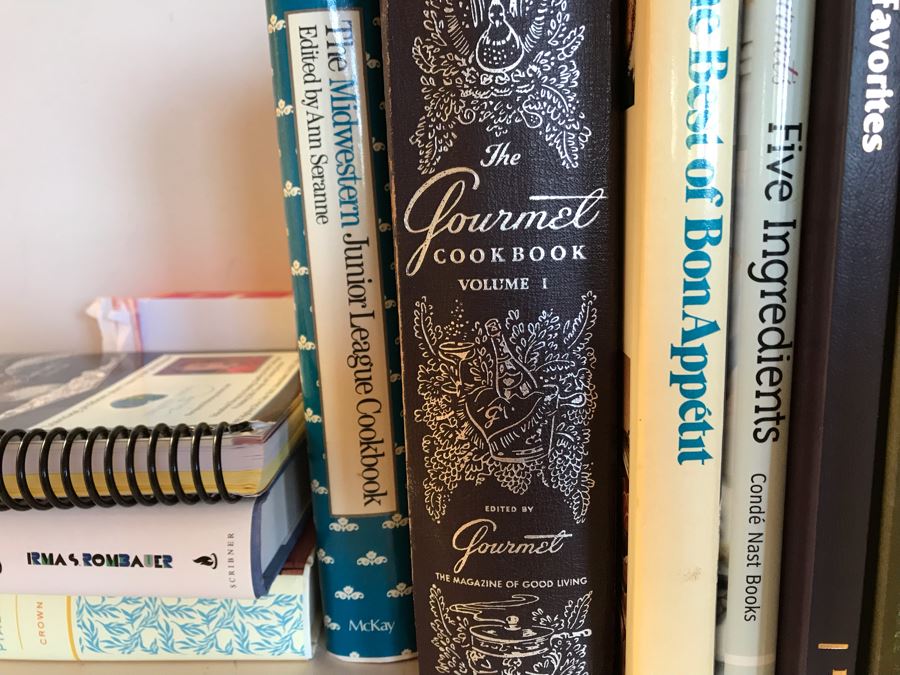 IRMA S. ROMBAUER
SCRIBNER
CROWN
The Midwestern Junior League Cookbook
Edited by Ann Seranne
McKay
The
Gourmet
COOKBOOK
VOLUME I
EDITED BY
Gourmet
THE MAGAZINE OF GOOD LIVING
Best of Bon Appétit
Five Ingredients
Condé Nast Books
Favorites